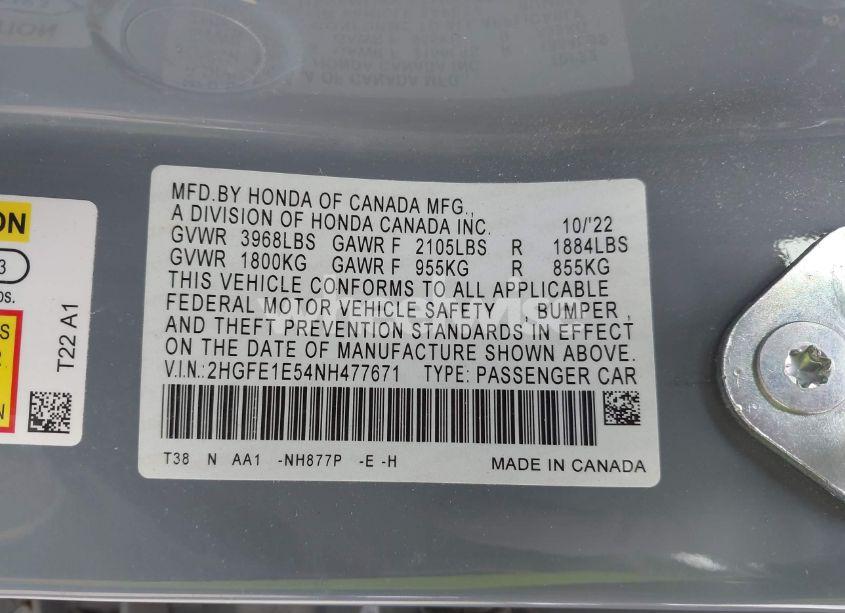 MFD.BY HONDA OF CANADA MFG.,
A DIVISION OF HONDA CANADA INC. 10/'22
GVWR 3968LBS GAWR F 2105LBS R 1884LBS
GVWR 1800KG GAWR F 955KG R 855KG
THIS VEHICLE CONFORMS TO ALL APPLICABLE
FEDERAL MOTOR VEHICLE SAFETY , BUMPER ,
AND THEFT PREVENTION STANDARDS IN EFFECT
ON THE DATE OF MANUFACTURE SHOWN ABOVE.
V.I.N.:2HGFE1E54NH477671 TYPE: PASSENGER CAR
T38 N AA1 -NH877P -E -H
MADE IN CANADA
T22 A1